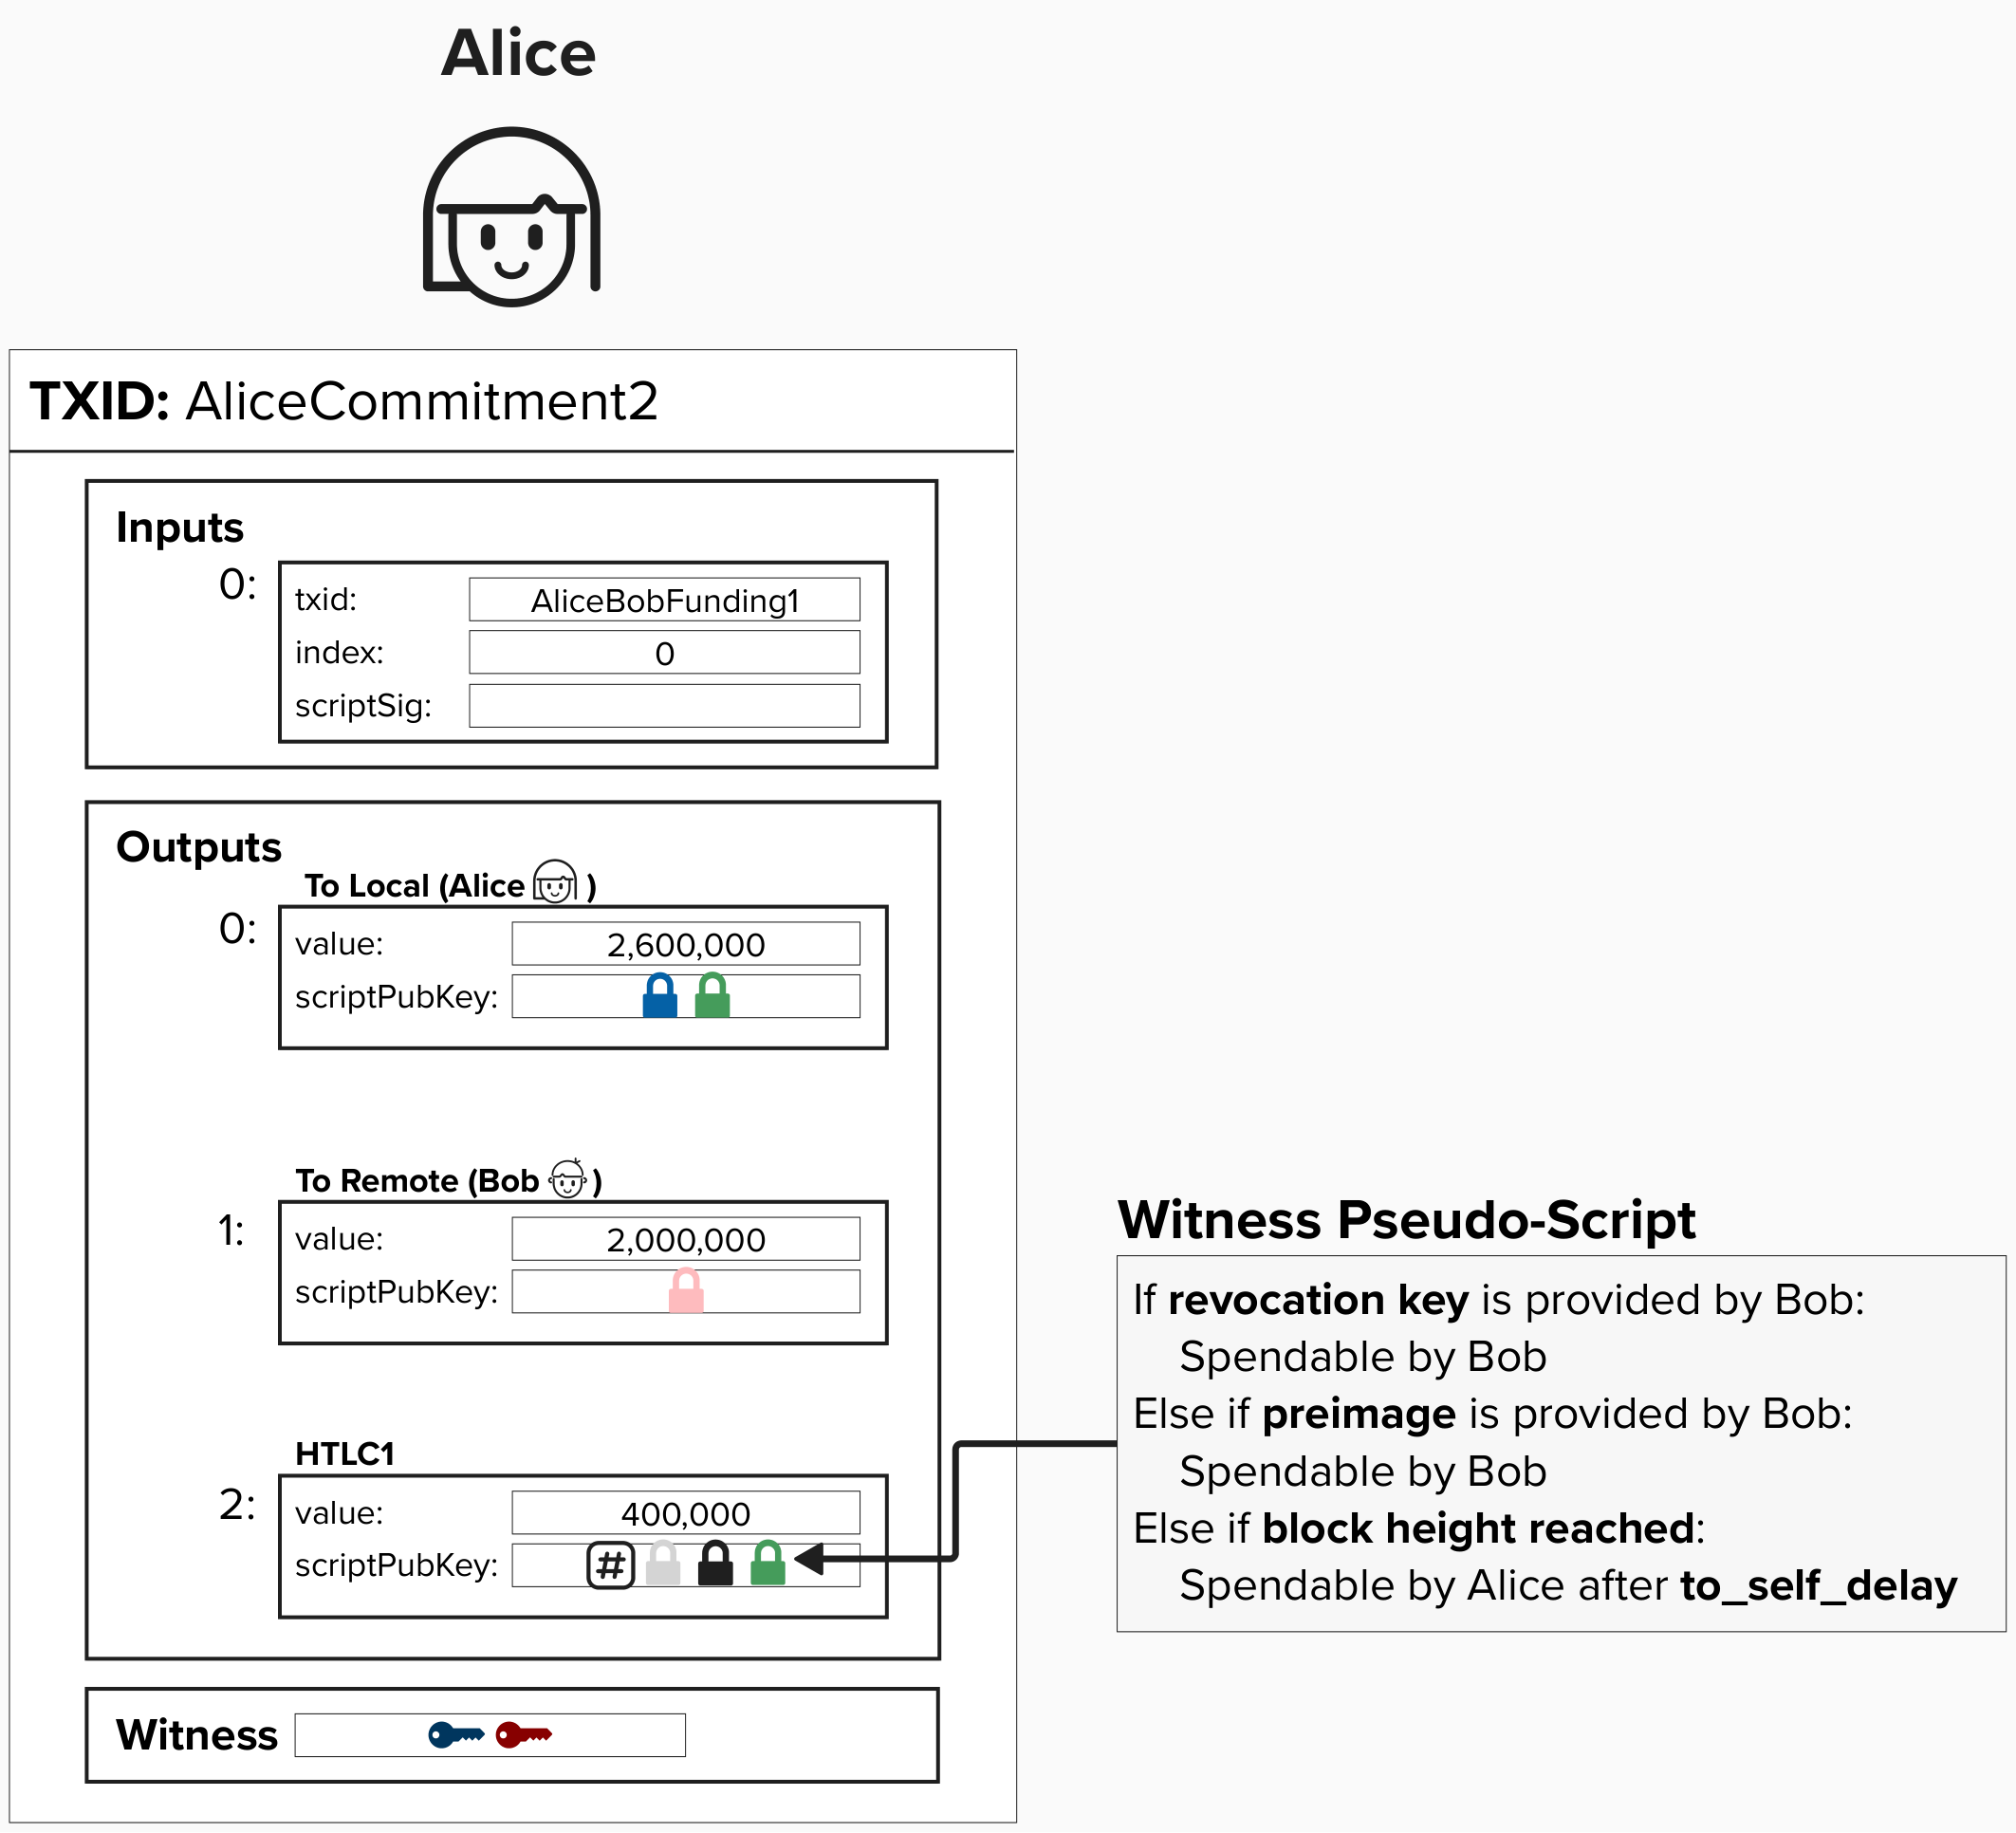 Alice
TXID: AliceCommitment2
Inputs
0:
txid: AliceBobFunding1
index: 0
scriptSig:
Outputs
To Local (Alice )
0:
value: 2,600,000
scriptPubKey:
To Remote (Bob )
1:
value: 2,000,000
scriptPubKey:
HTLC1
2:
value: 400,000
scriptPubKey: #
Witness
Witness Pseudo-Script
If revocation key is provided by Bob:
Spendable by Bob
Else if preimage is provided by Bob:
Spendable by Bob
Else if block height reached:
Spendable by Alice after to_self_delay